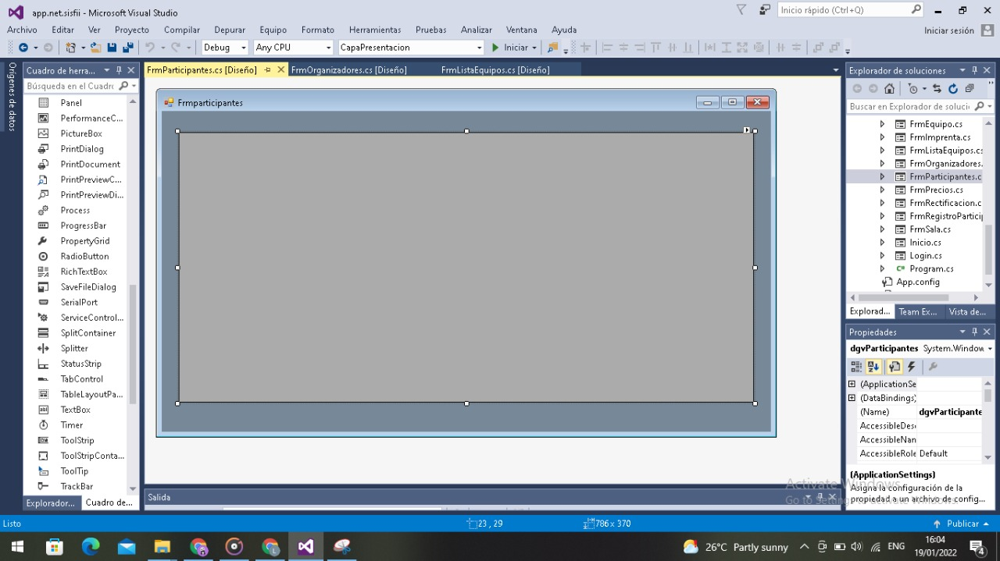 app.net.sisfii - Microsoft Visual Studio
Inicio rápido (Ctrl+Q)
Archivo Editar Ver Proyecto Compilar Depurar Equipo Formato Herramientas Pruebas Analizar Ventana Ayuda
Iniciar sesión
Debug Any CPU CapaPresentacion Iniciar
Orígenes de datos
Cuadro de herra...
Búsqueda en el Cuadro
Panel
PerformanceC...
PictureBox
PrintDialog
PrintDocument
PrintPreviewC...
PrintPreviewDi...
Process
ProgressBar
PropertyGrid
RadioButton
RichTextBox
SaveFileDialog
SerialPort
ServiceControl...
SplitContainer
Splitter
StatusStrip
TabControl
TableLayoutPa...
TextBox
Timer
ToolStrip
ToolStripConta...
ToolTip
TrackBar
Explorador...
Cuadro de...
FrmParticipantes.cs [Diseño]
FrmOrganizadores.cs [Diseño]
FrmListaEquipos.cs [Diseño]
Frmparticipantes
Salida
Explorador de soluciones
Buscar en Explorador de soluci
FrmEquipo.cs
FrmImprenta.cs
FrmListaEquipos.cs
FrmOrganizadores.
FrmParticipantes.c
FrmPrecios.cs
FrmRectificacion.c
FrmRegistroPartici
FrmSala.cs
Inicio.cs
Login.cs
C# Program.cs
App.config
Explorad...
Team Ex...
Vista de...
Propiedades
dgvParticipantes System.Window
(ApplicationSe
(DataBindings)
(Name) dgvParticipante
AccessibleDes
AccessibleNan
AccessibleRole Default
(ApplicationSettings)
Asigna la configuración de la
propiedad a un archivo de config...
Activate Windows
Go to Settings to activate Windows.
Listo
23 , 29
786 x 370
Publicar
26°C Partly sunny
ENG
16:04
19/01/2022
4